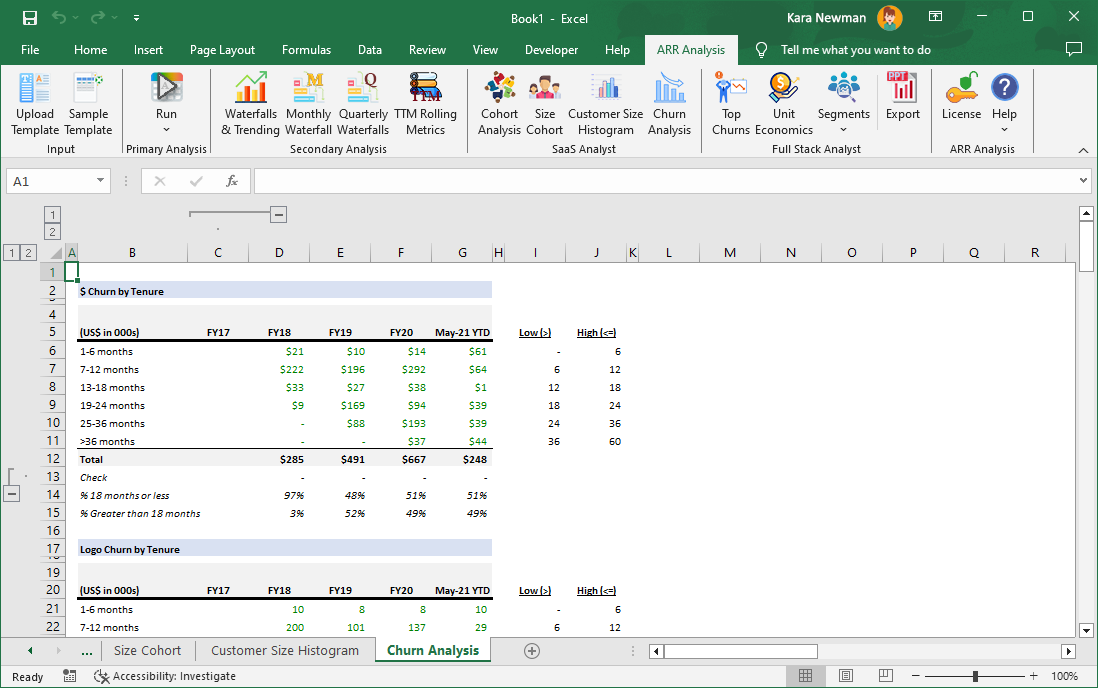 Book1 - Excel
Kara Newman
File Home Insert Page Layout Formulas Data Review View Developer Help ARR Analysis Tell me what you want to do
Upload Template
Sample Template
Input
Run
Primary Analysis
Waterfalls & Trending
Monthly Waterfall
Quarterly Waterfalls
TTM Rolling Metrics
Secondary Analysis
Cohort Analysis
Size Cohort
Customer Size Histogram
Churn Analysis
SaaS Analyst
Top Churns
Unit Economics
Segments
Full Stack Analyst
PPT
Export
License
Help
ARR Analysis
A1
fx
1
2
1 2
A B C D E F G H I J K L M N O P Q R
1
2 $ Churn by Tenure
4
5 (US$ in 000s) FY17 FY18 FY19 FY20 May-21 YTD Low (>) High (<=)
6 1-6 months $21 $10 $14 $61 - 6
7 7-12 months $222 $196 $292 $64 6 12
8 13-18 months $33 $27 $38 $1 12 18
9 19-24 months $9 $169 $94 $39 18 24
10 25-36 months - $88 $193 $39 24 36
11 >36 months - - $37 $44 36 60
12 Total $285 $491 $667 $248
13 Check - - - -
14 % 18 months or less 97% 48% 51% 51%
15 % Greater than 18 months 3% 52% 49% 49%
16
17 Logo Churn by Tenure
19
20 (US$ in 000s) FY17 FY18 FY19 FY20 May-21 YTD Low (>) High (<=)
21 1-6 months 10 8 8 10 - 6
22 7-12 months 200 101 137 29 6 12
... Size Cohort Customer Size Histogram Churn Analysis
Ready Accessibility: Investigate 100%